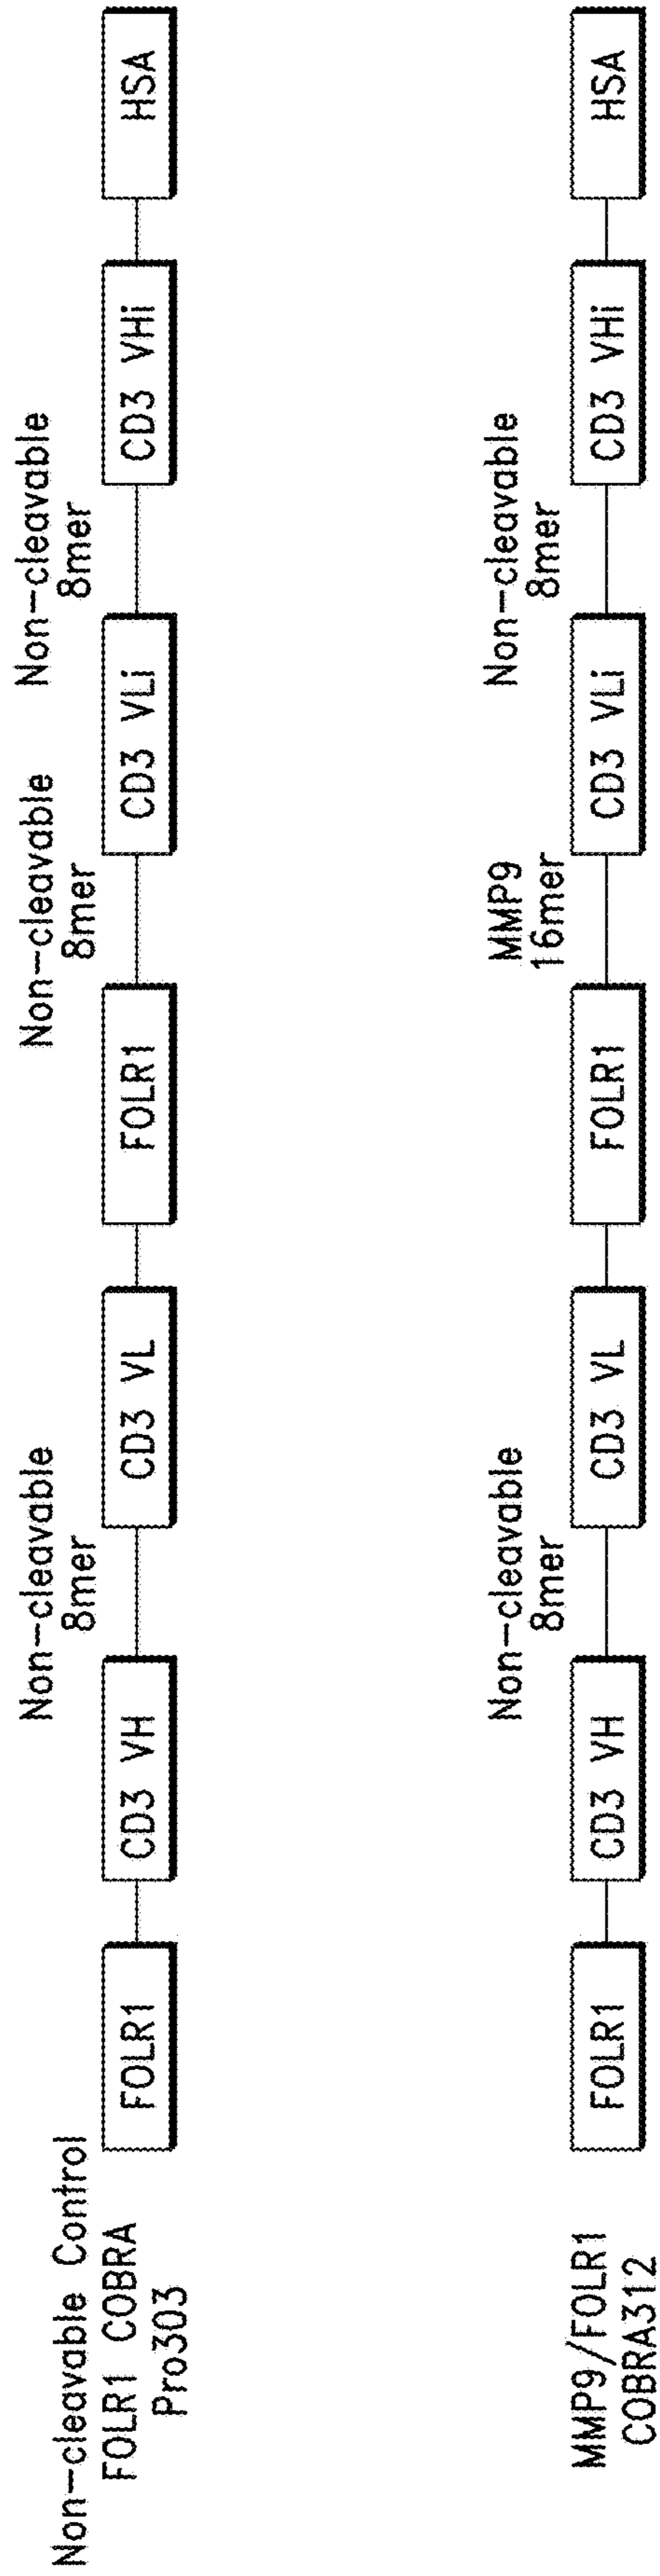 Non-cleavable Control
FOLR1 COBRA
Pro303
FOLR1
CD3 VH
Non-cleavable
8mer
CD3 VL
FOLR1
Non-cleavable
8mer
CD3 VLi
Non-cleavable
8mer
CD3 VHi
HSA
MMP9/FOLR1
COBRA312
FOLR1
CD3 VH
Non-cleavable
8mer
CD3 VL
FOLR1
MMP9
16mer
CD3 VLi
Non-cleavable
8mer
CD3 VHi
HSA